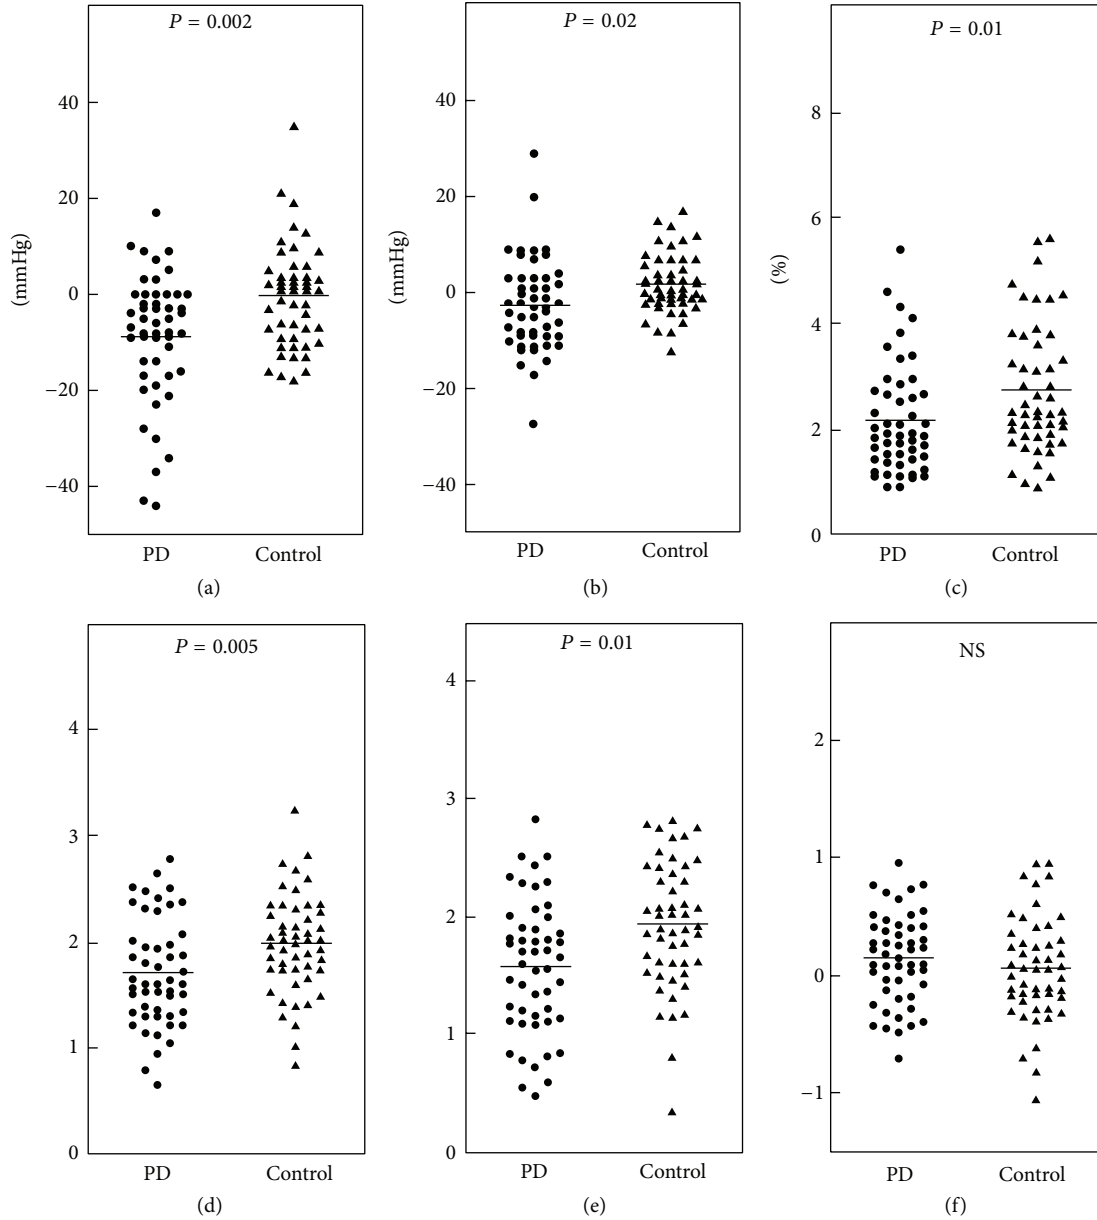 P = 0.002
(mmHg)
40
20
0
−20
−40
PD
Control
(a)
P = 0.02
(mmHg)
40
20
0
−20
−40
PD
Control
(b)
P = 0.01
(%)
8
6
4
2
0
PD
Control
(c)
P = 0.005
4
3
2
1
0
PD
Control
(d)
P = 0.01
4
3
2
1
0
PD
Control
(e)
NS
2
1
0
−1
PD
Control
(f)